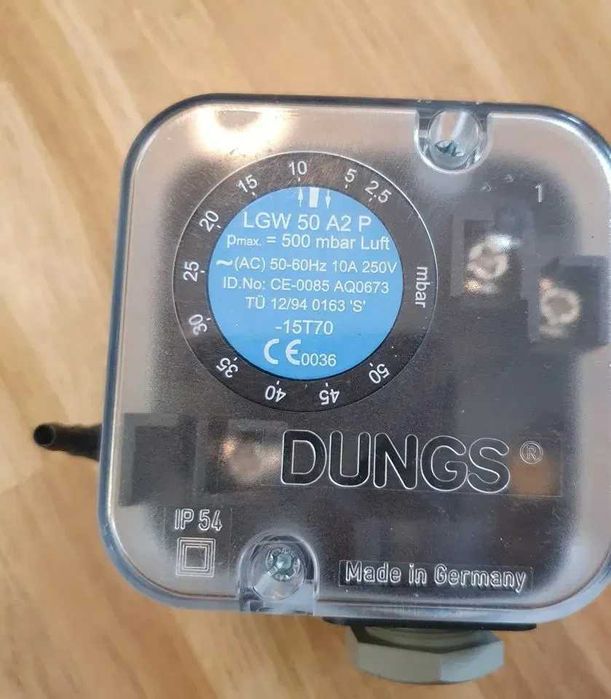 10
5
2,5
15
20
25
30
35
40
45
50
mbar
LGW 50 A2 P
pmax. = 500 mbar Luft
~(AC) 50-60Hz 10A 250V
ID.No: CE-0085 AQ0673
TÜ 12/94 0163 'S'
-15T70
CE0036
1
DUNGS®
IP 54
Made in Germany